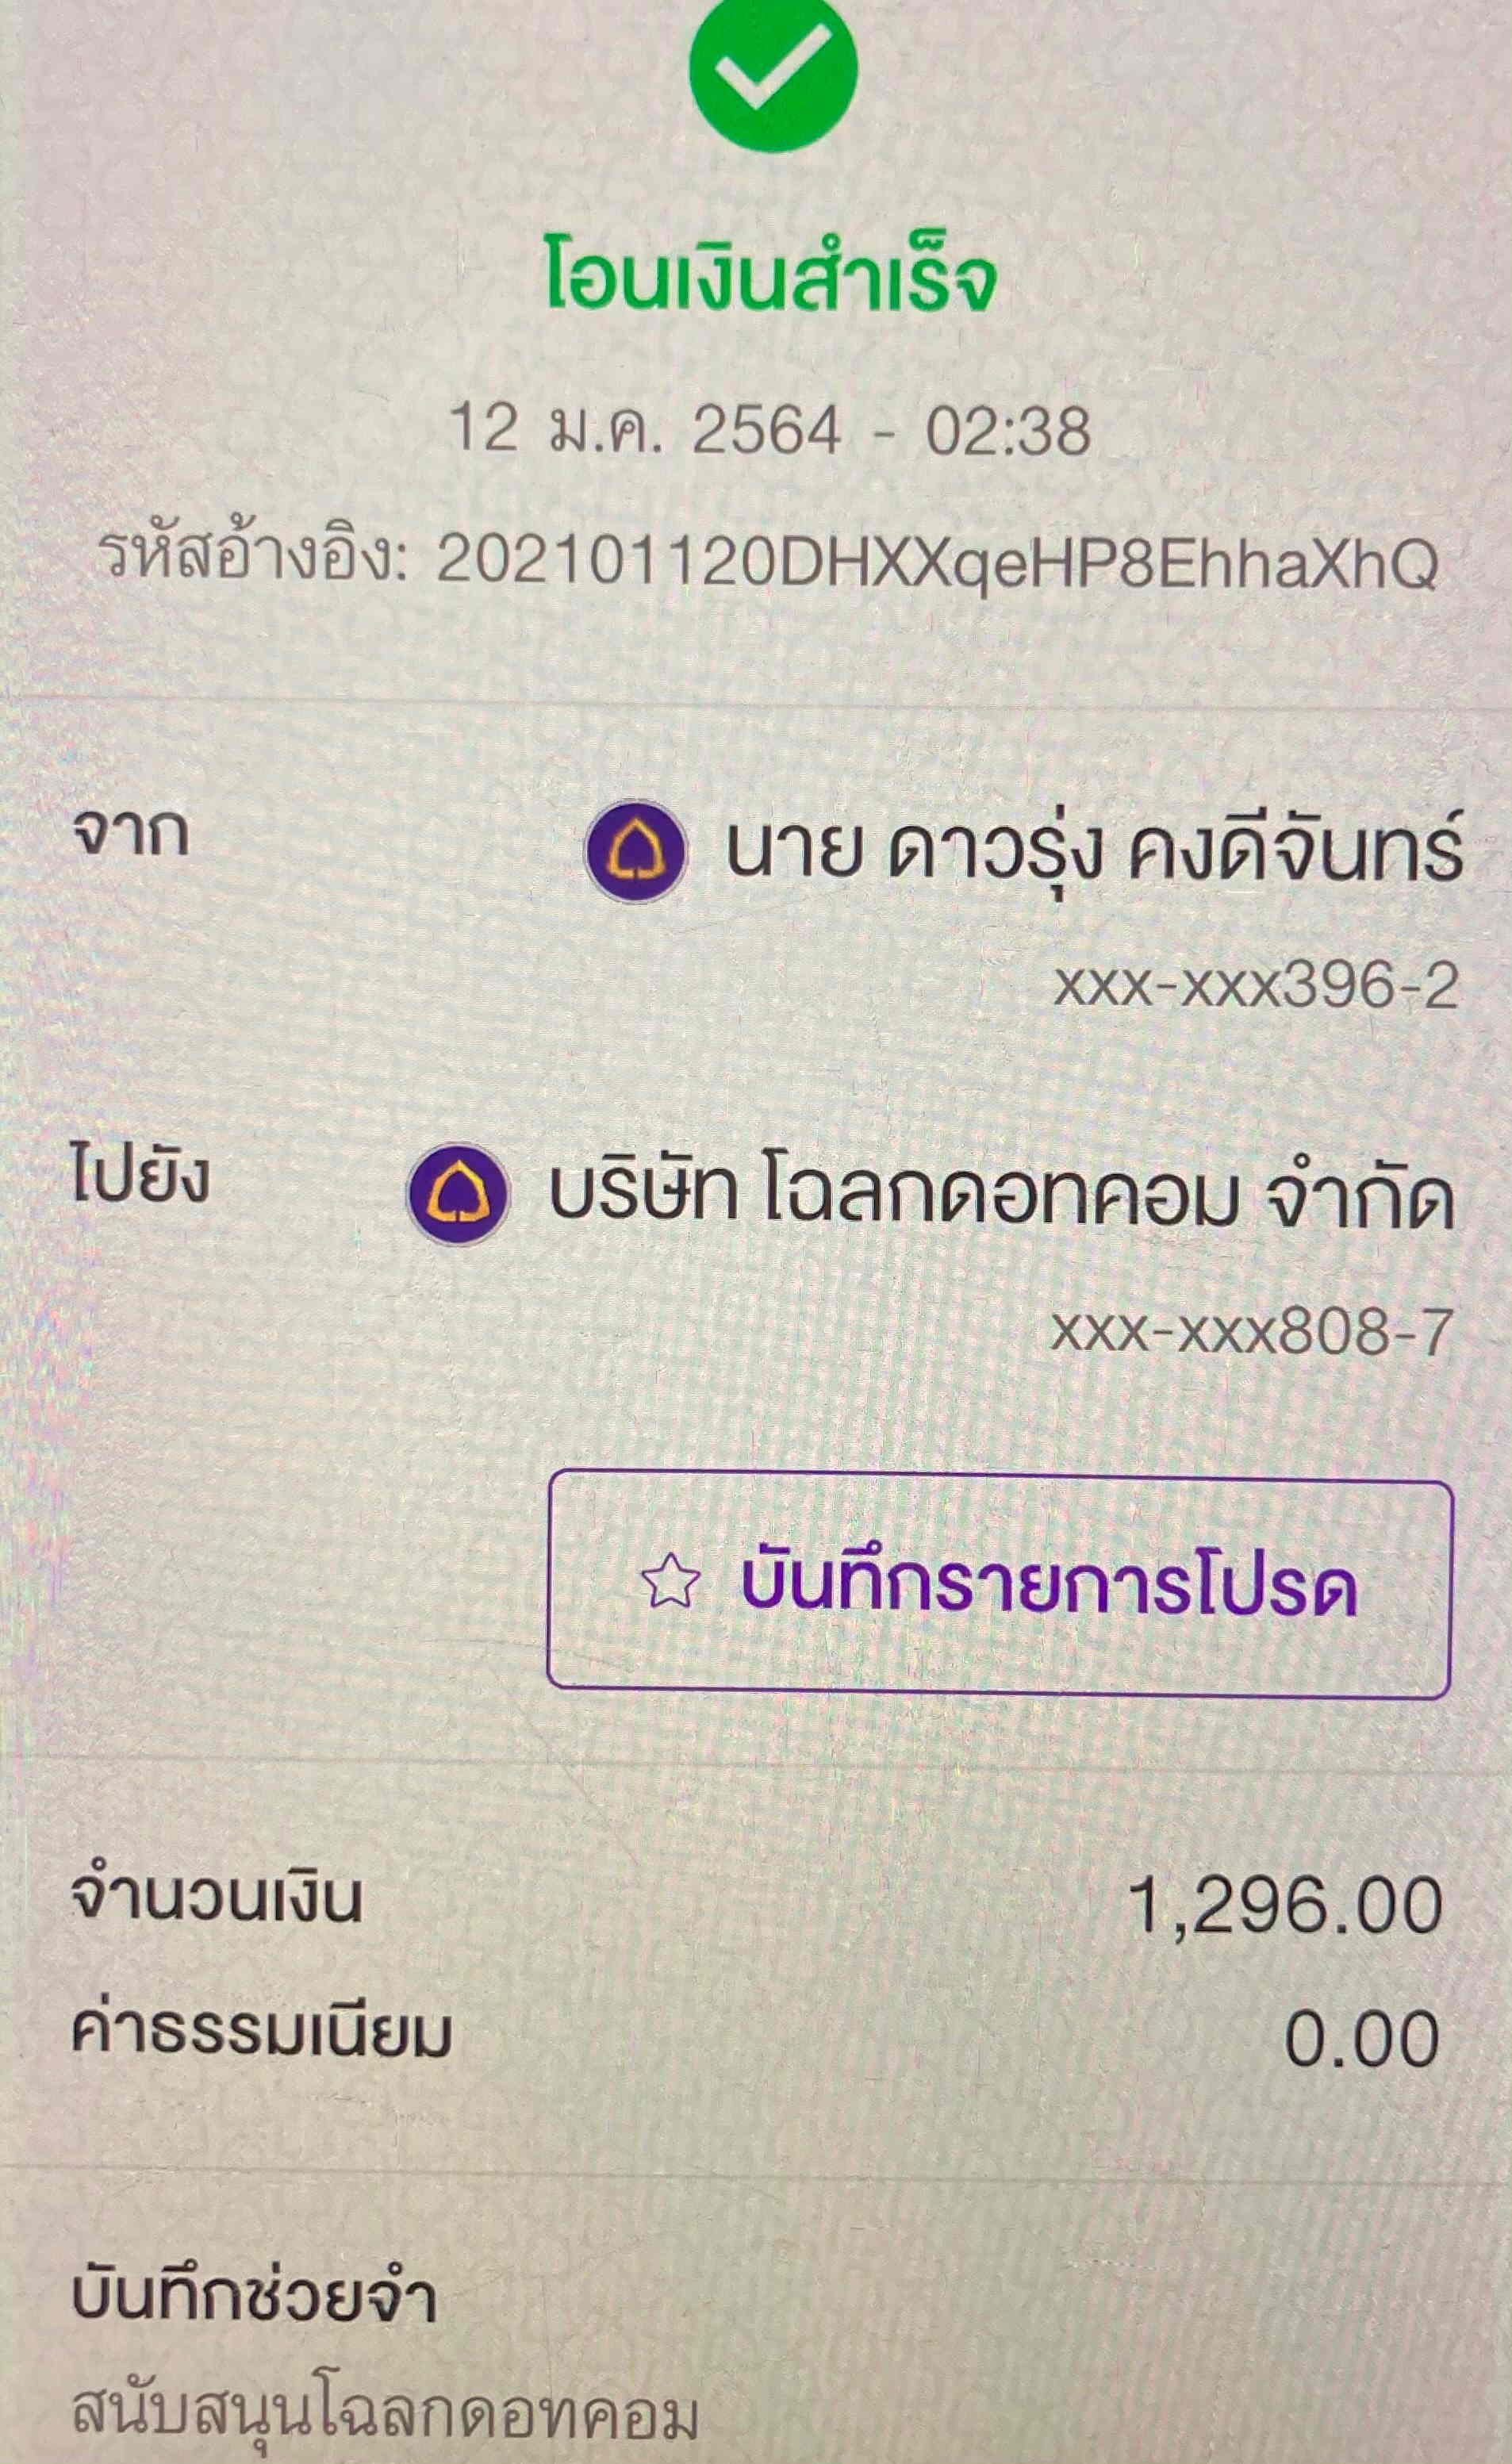 โอนเงินสำเร็จ
12 ม.ค. 2564 - 02:38
รหัสอ้างอิง: 202101120DHXXqeHP8EhhaXhQ
จาก นาย ดาวรุ่ง คงดีจันทร์
xxx-xxx396-2
ไปยัง บริษัท โฉลกดอทคอม จำกัด
xxx-xxx808-7
บันทึกรายการโปรด
จำนวนเงิน 1,296.00
ค่าธรรมเนียม 0.00
บันทึกช่วยจำ
สนับสนุนโฉลกดอทคอม